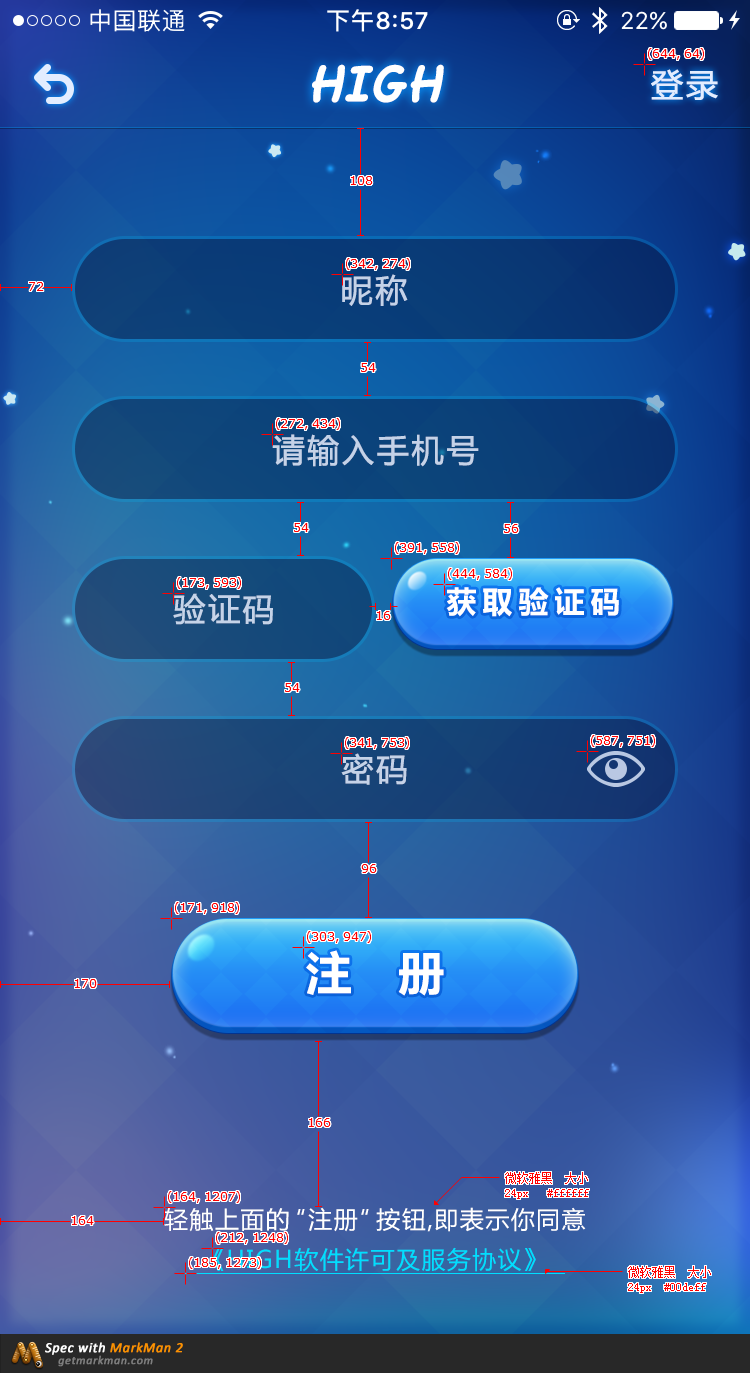 中国联通 下午8:57 22%
(644, 64)
HIGH 登录
108
(342, 274)
72
昵称
54
(272, 434)
请输入手机号
54 56
(391, 558)
(173, 593) (444, 584)
验证码 获取验证码
16
54
(341, 753) (587, 751)
密码
96
(171, 918)
(303, 947)
注 册
170
166
微软雅黑 大小
24px #ffffff
(164, 1207)
164
轻触上面的 “注册” 按钮,即表示你同意
(212, 1248)
《HIGH软件许可及服务协议》
(185, 1273)
微软雅黑 大小
24px #00deff
Spec with MarkMan 2
getmarkman.com